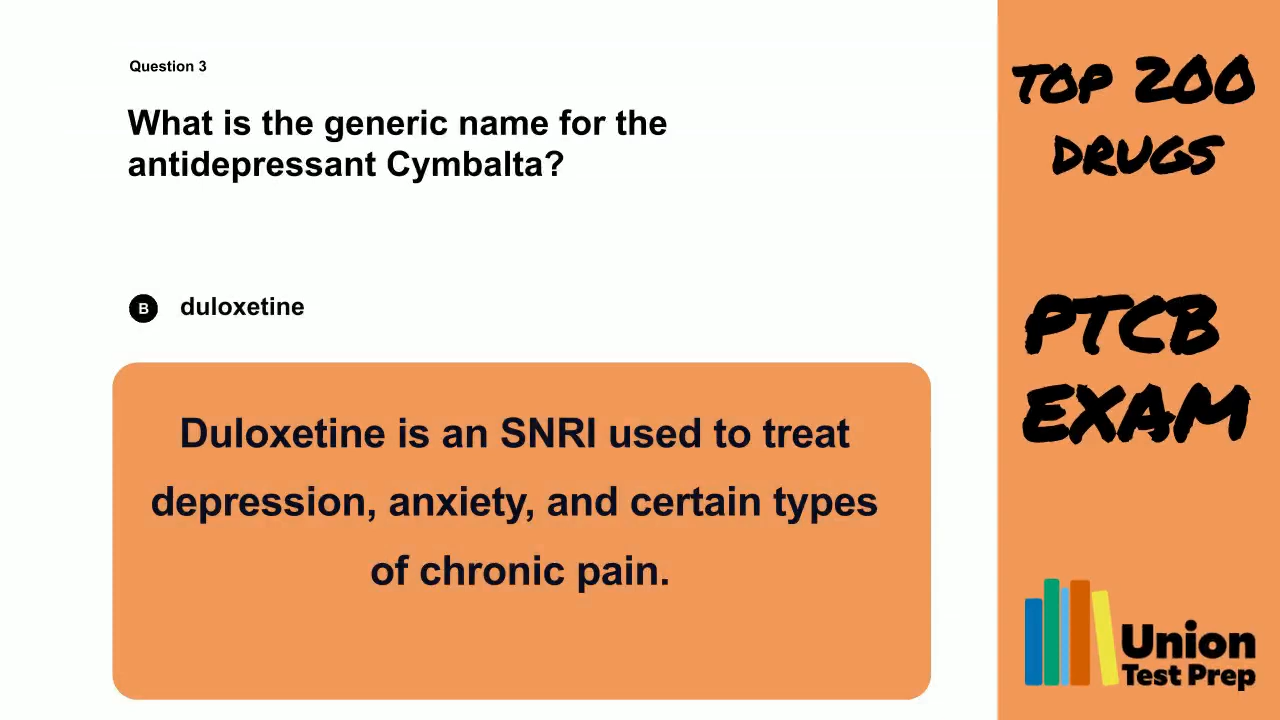 Question 3
What is the generic name for the
antidepressant Cymbalta?
B duloxetine
Duloxetine is an SNRI used to treat
depression, anxiety, and certain types
of chronic pain.
TOP 200
DRUGS
PTCB
EXAM
Union
Test Prep